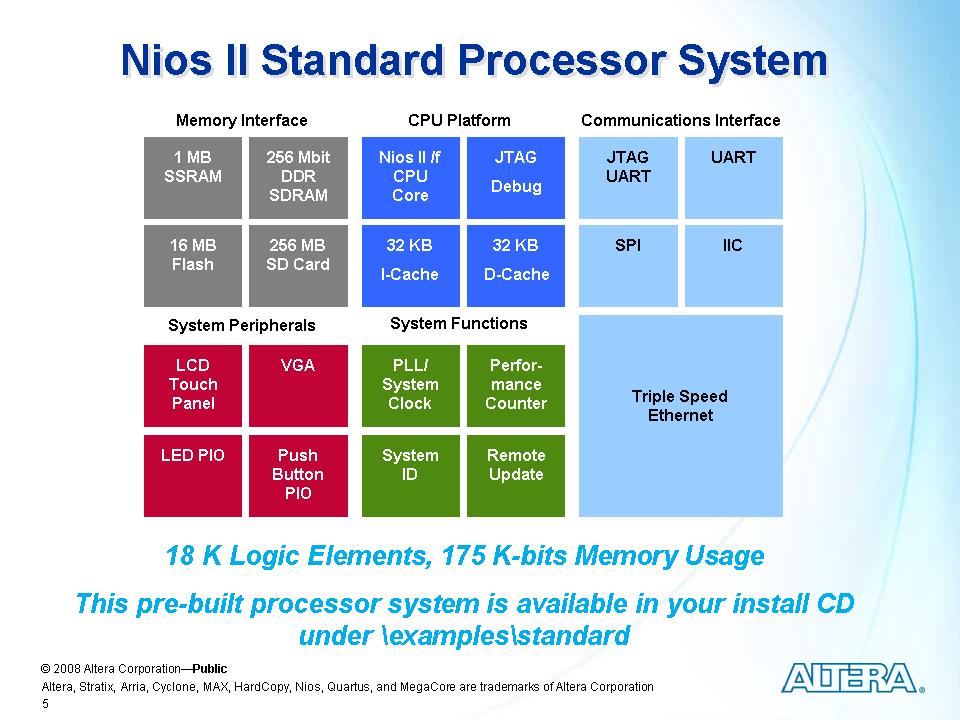 Nios II Standard Processor System
Memory Interface
1 MB
SSRAM
256 Mbit
DDR
SDRAM
16 MB
Flash
256 MB
SD Card
CPU Platform
Nios II /f
CPU
Core
JTAG
Debug
32 KB
I-Cache
32 KB
D-Cache
Communications Interface
JTAG
UART
UART
SPI
IIC
Triple Speed
Ethernet
System Peripherals
LCD
Touch
Panel
VGA
LED PIO
Push
Button
PIO
System Functions
PLL/
System
Clock
Perfor-
mance
Counter
System
ID
Remote
Update
18 K Logic Elements, 175 K-bits Memory Usage
This pre-built processor system is available in your install CD
under \examples\standard
© 2008 Altera Corporation—Public
Altera, Stratix, Arria, Cyclone, MAX, HardCopy, Nios, Quartus, and MegaCore are trademarks of Altera Corporation
5
ALTERA®